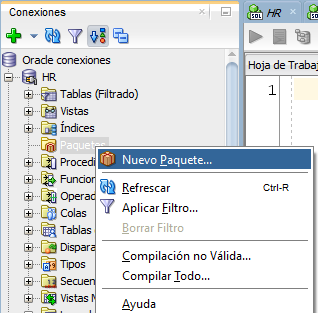 Conexiones
HR
Oracle conexiones
HR
Hoja de Trabaj
1
Tablas (Filtrado)
Vistas
Índices
Paquetes
Nuevo Paquete...
Procedi
Refrescar Ctrl-R
Funcion
Aplicar Filtro...
Operad
Borrar Filtro
Colas
Tablas
Compilación no Válida...
Dispara
Compilar Todo...
Tipos
Secuen
Ayuda
Vistas M